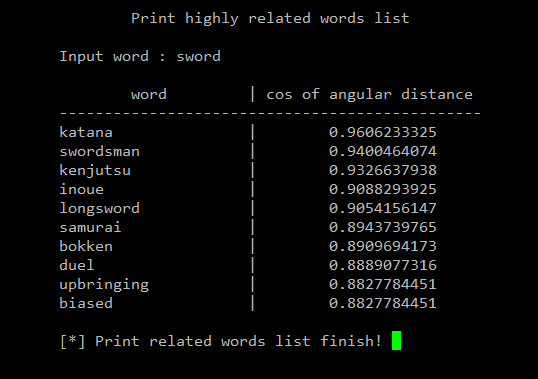 Print highly related words list
Input word : sword
word | cos of angular distance
----------------------------------------------
katana | 0.9606233325
swordsman | 0.9400464074
kenjutsu | 0.9326637938
inoue | 0.9088293925
longsword | 0.9054156147
samurai | 0.8943739765
bokken | 0.8909694173
duel | 0.8889077316
upbringing | 0.8827784451
biased | 0.8827784451
[*] Print related words list finish!